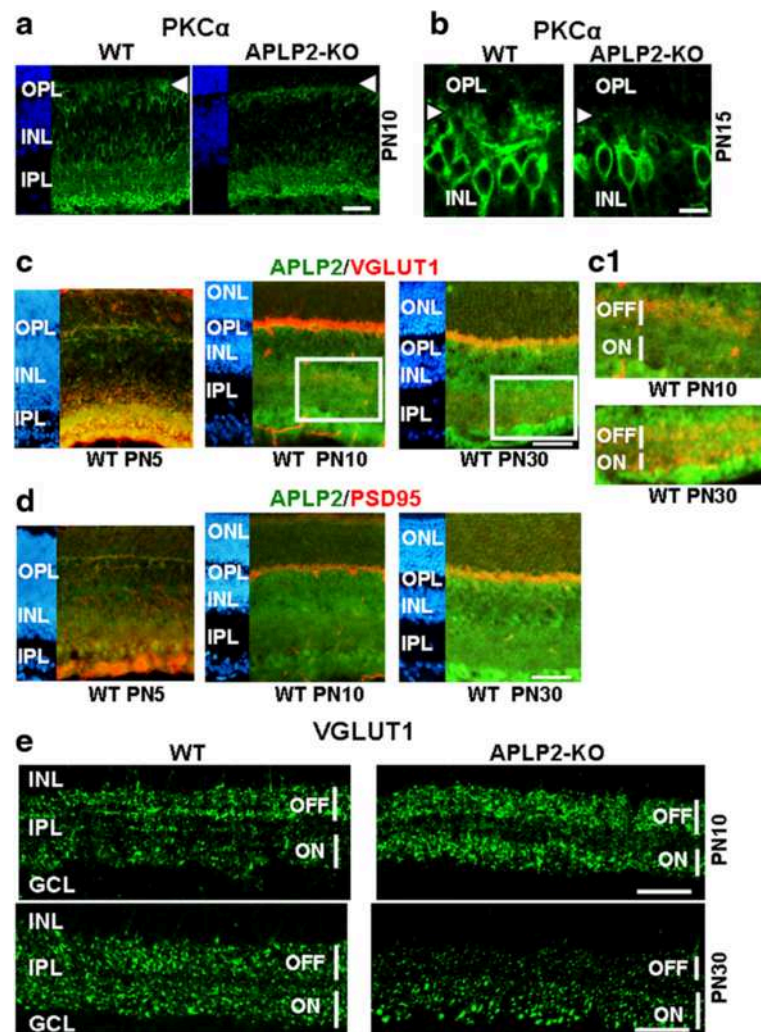 a
PKCα
WT APLP2-KO
OPL
INL
IPL
PN10
b
PKCα
WT APLP2-KO
OPL OPL
INL INL
PN15
c
APLP2/VGLUT1
OPL
INL
IPL
WT PN5
ONL
OPL
INL
IPL
WT PN10
ONL
OPL
INL
IPL
WT PN30
c1
OFF
ON
WT PN10
OFF
ON
WT PN30
d
APLP2/PSD95
OPL
INL
IPL
WT PN5
ONL
OPL
INL
IPL
WT PN10
ONL
OPL
INL
IPL
WT PN30
e
VGLUT1
WT APLP2-KO
INL
IPL
GCL
OFF
ON
OFF
ON
PN10
INL
IPL
GCL
OFF
ON
OFF
ON
PN30